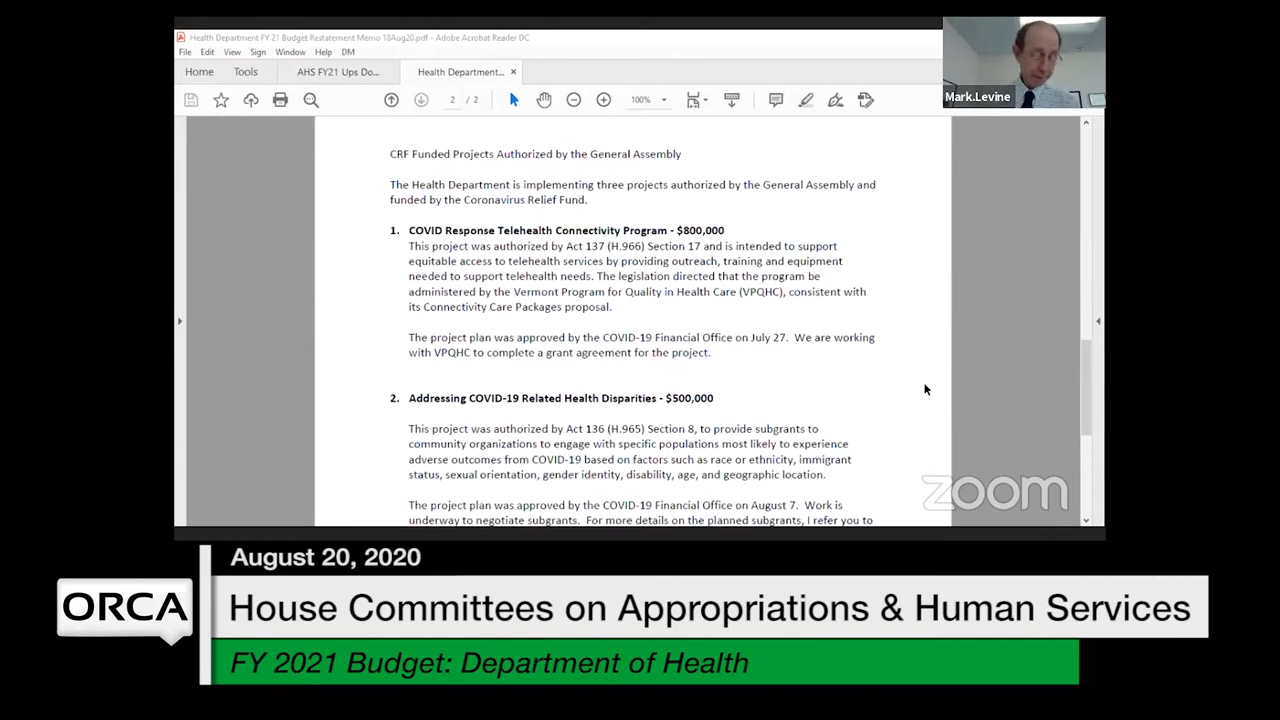 Health Department FY 21 Budget Restatement Memo 18Aug20.pdf - Adobe Acrobat Reader DC
File Edit View Sign Window Help DM
Home Tools AHS FY21 Ups Do... Health Department... ×
2 / 2 100%
Mark.Levine
CRF Funded Projects Authorized by the General Assembly
The Health Department is implementing three projects authorized by the General Assembly and
funded by the Coronavirus Relief Fund.
1. COVID Response Telehealth Connectivity Program - $800,000
This project was authorized by Act 137 (H.966) Section 17 and is intended to support
equitable access to telehealth services by providing outreach, training and equipment
needed to support telehealth needs. The legislation directed that the program be
administered by the Vermont Program for Quality in Health Care (VPQHC), consistent with
its Connectivity Care Packages proposal.
The project plan was approved by the COVID-19 Financial Office on July 27. We are working
with VPQHC to complete a grant agreement for the project.
2. Addressing COVID-19 Related Health Disparities - $500,000
This project was authorized by Act 136 (H.965) Section 8, to provide subgrants to
community organizations to engage with specific populations most likely to experience
adverse outcomes from COVID-19 based on factors such as race or ethnicity, immigrant
status, sexual orientation, gender identity, disability, age, and geographic location.
The project plan was approved by the COVID-19 Financial Office on August 7. Work is
underway to negotiate subgrants. For more details on the planned subgrants, I refer you to
zoom
August 20, 2020
ORCA
House Committees on Appropriations & Human Services
FY 2021 Budget: Department of Health